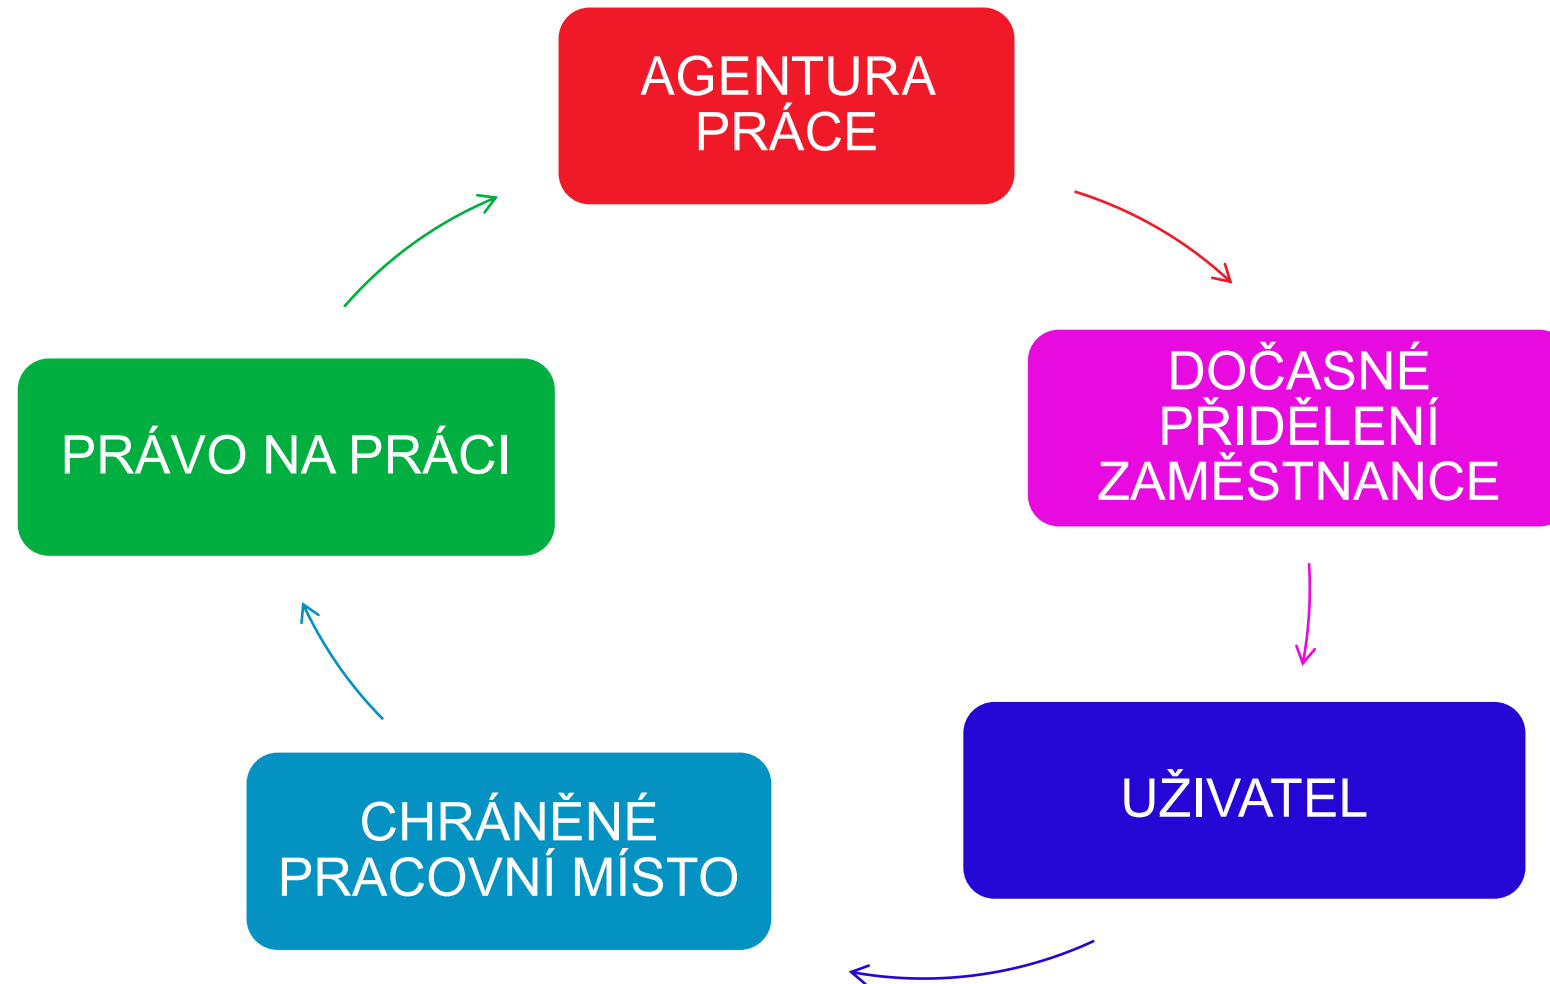 AGENTURA
PRÁCE
DOČASNÉ
PŘIDĚLENÍ
ZAMĚSTNANCE
UŽIVATEL
CHRÁNĚNÉ
PRACOVNÍ MÍSTO
PRÁVO NA PRÁCI